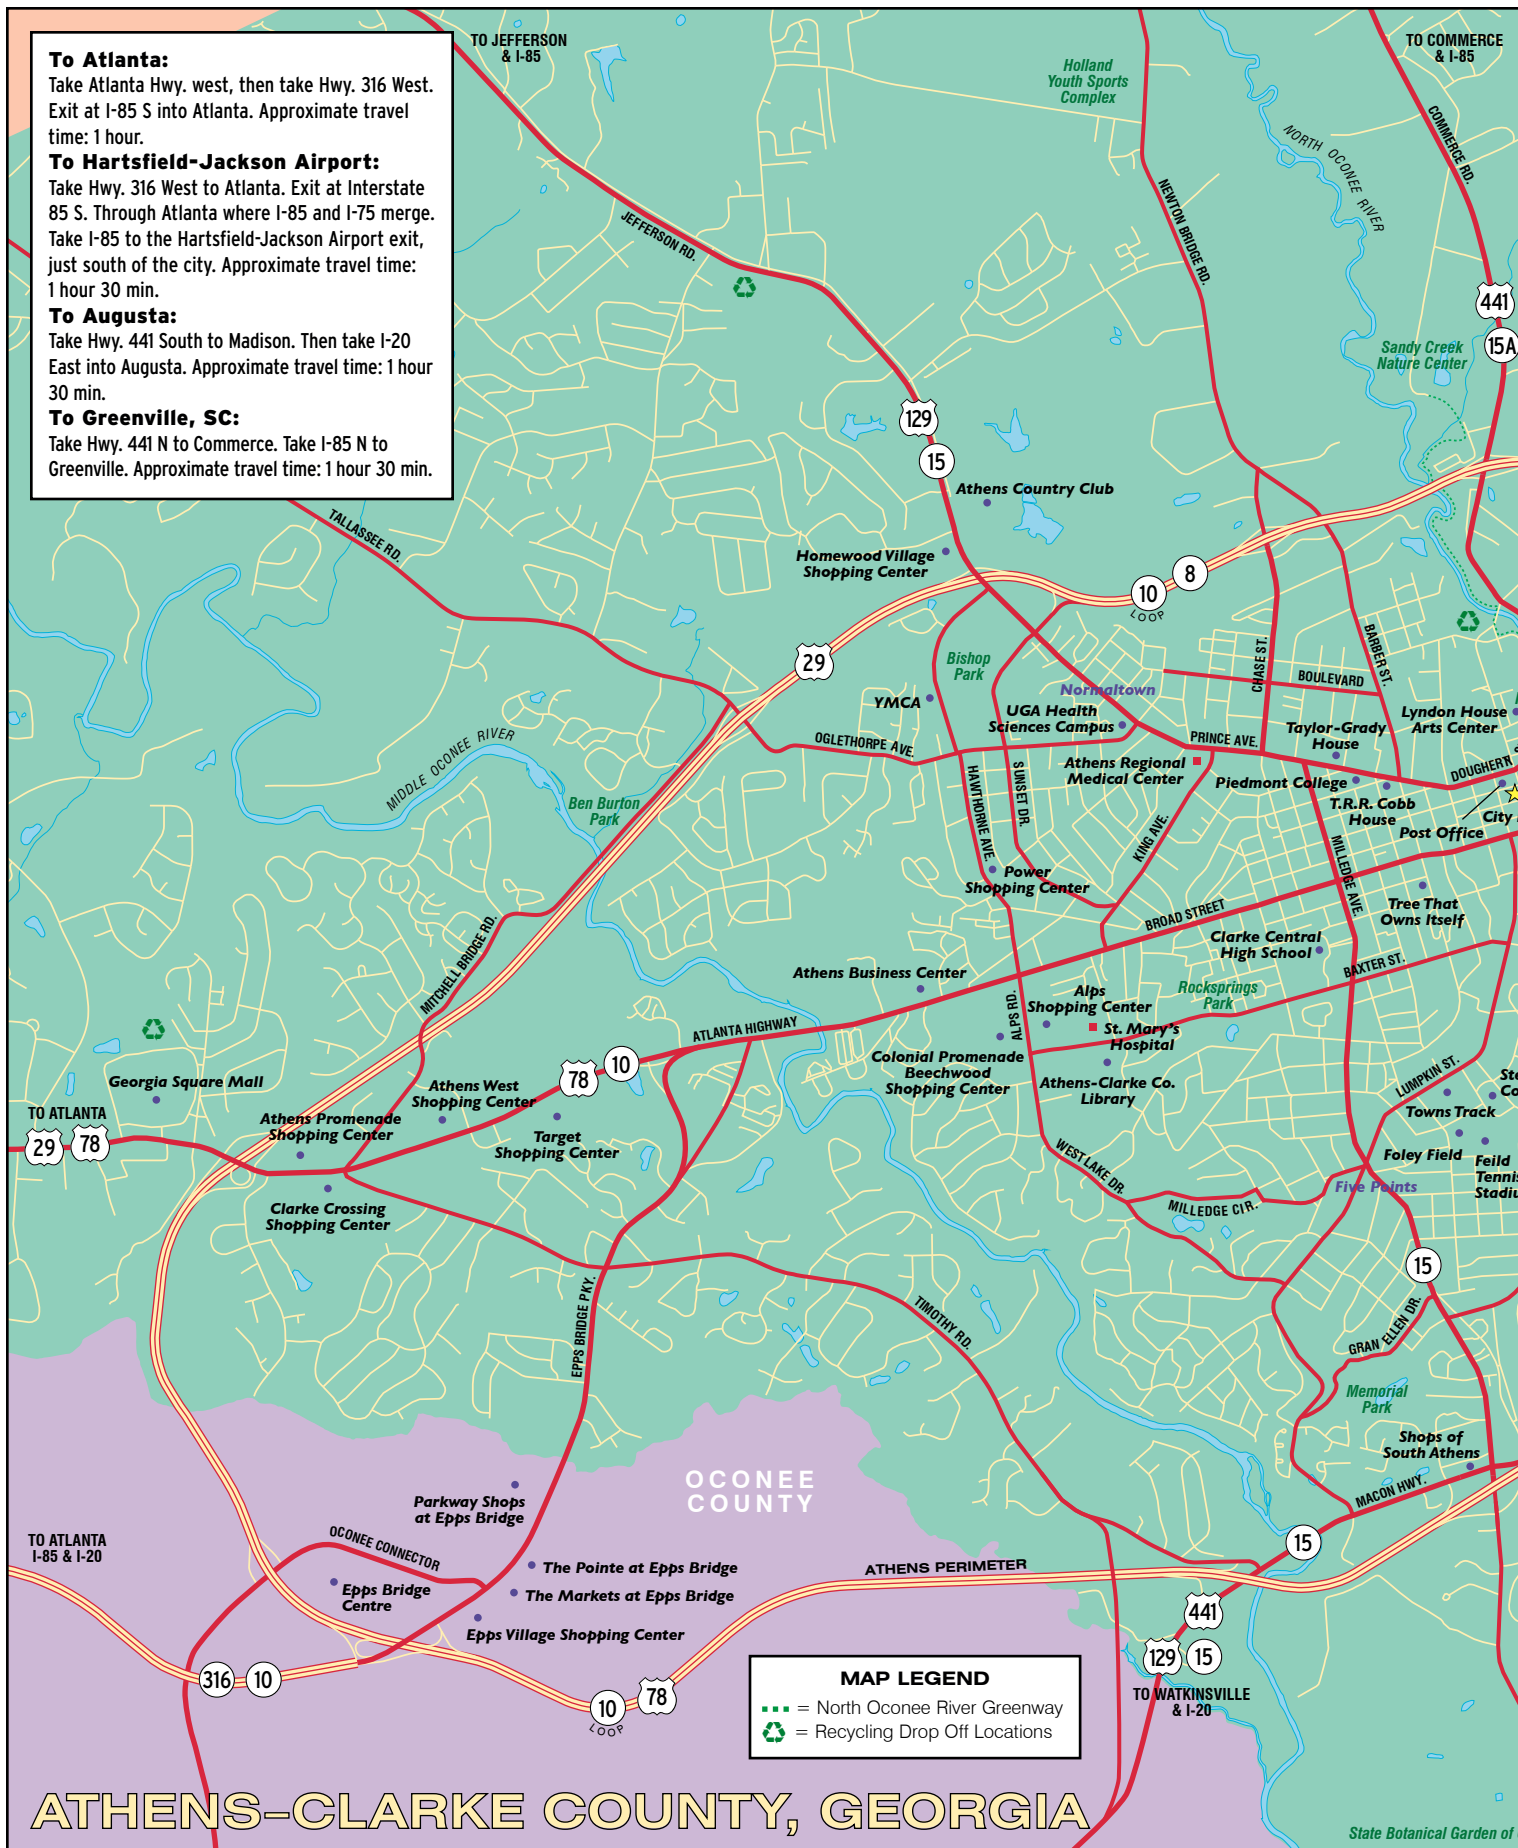 To Atlanta:
Take Atlanta Hwy. west, then take Hwy. 316 West.
Exit at I-85 S into Atlanta. Approximate travel
time: 1 hour.
To Hartsfield-Jackson Airport:
Take Hwy. 316 West to Atlanta. Exit at Interstate
85 S. Through Atlanta where I-85 and I-75 merge.
Take I-85 to the Hartsfield-Jackson Airport exit,
just south of the city. Approximate travel time:
1 hour 30 min.
To Augusta:
Take Hwy. 441 South to Madison. Then take I-20
East into Augusta. Approximate travel time: 1 hour
30 min.
To Greenville, SC:
Take Hwy. 441 N to Commerce. Take I-85 N to
Greenville. Approximate travel time: 1 hour 30 min.
TO JEFFERSON
& I-85
TO COMMERCE
& I-85
Holland
Youth Sports
Complex
COMMERCE RD.
NORTH OCONEE RIVER
NEWTON BRIDGE RD.
JEFFERSON RD.
441
15A
Sandy Creek
Nature Center
129
15
Athens Country Club
TALLASSEE RD.
Homewood Village
Shopping Center
8
10
LOOP
29
Bishop
Park
Normaltown
CHASE ST.
BARBER ST.
BOULEVARD
YMCA
UGA Health
Sciences Campus
Lyndon House
Arts Center
Taylor-Grady
House
PRINCE AVE.
OGLETHORPE AVE.
MIDDLE OCONEE RIVER
Athens Regional
Medical Center
Piedmont College
DOUGHERTY S
T.R.R. Cobb
House
City
Post Office
Ben Burton
Park
HAWTHORNE AVE.
SUNSET DR.
KING AVE.
MILLEDGE AVE.
Power
Shopping Center
BROAD STREET
Tree That
Owns Itself
MITCHELL BRIDGE RD.
Clarke Central
High School
BAXTER ST.
Athens Business Center
Rocksprings
Park
Alps
Shopping Center
ALPS RD.
St. Mary's
Hospital
ATLANTA HIGHWAY
Colonial Promenade
Beechwood
Shopping Center
Athens-Clarke Co.
Library
78
10
Georgia Square Mall
Athens West
Shopping Center
LUMPKIN ST.
Ste
Co
Towns Track
TO ATLANTA
29
78
Athens Promenade
Shopping Center
Target
Shopping Center
Foley Field
Feild
Tennis
Stadiu
WEST LAKE DR.
Five Points
MILLEDGE CIR.
Clarke Crossing
Shopping Center
15
EPPS BRIDGE PKY.
TIMOTHY RD.
GRAN ELLEN DR.
Memorial
Park
Shops of
South Athens
OCONEE
COUNTY
MACON HWY.
Parkway Shops
at Epps Bridge
TO ATLANTA
I-85 & I-20
OCONEE CONNECTOR
15
The Pointe at Epps Bridge
ATHENS PERIMETER
Epps Bridge
Centre
The Markets at Epps Bridge
441
Epps Village Shopping Center
129
15
316
10
10
LOOP
78
TO WATKINSVILLE
& I-20
MAP LEGEND
= North Oconee River Greenway
= Recycling Drop Off Locations
ATHENS-CLARKE COUNTY, GEORGIA
State Botanical Garden of